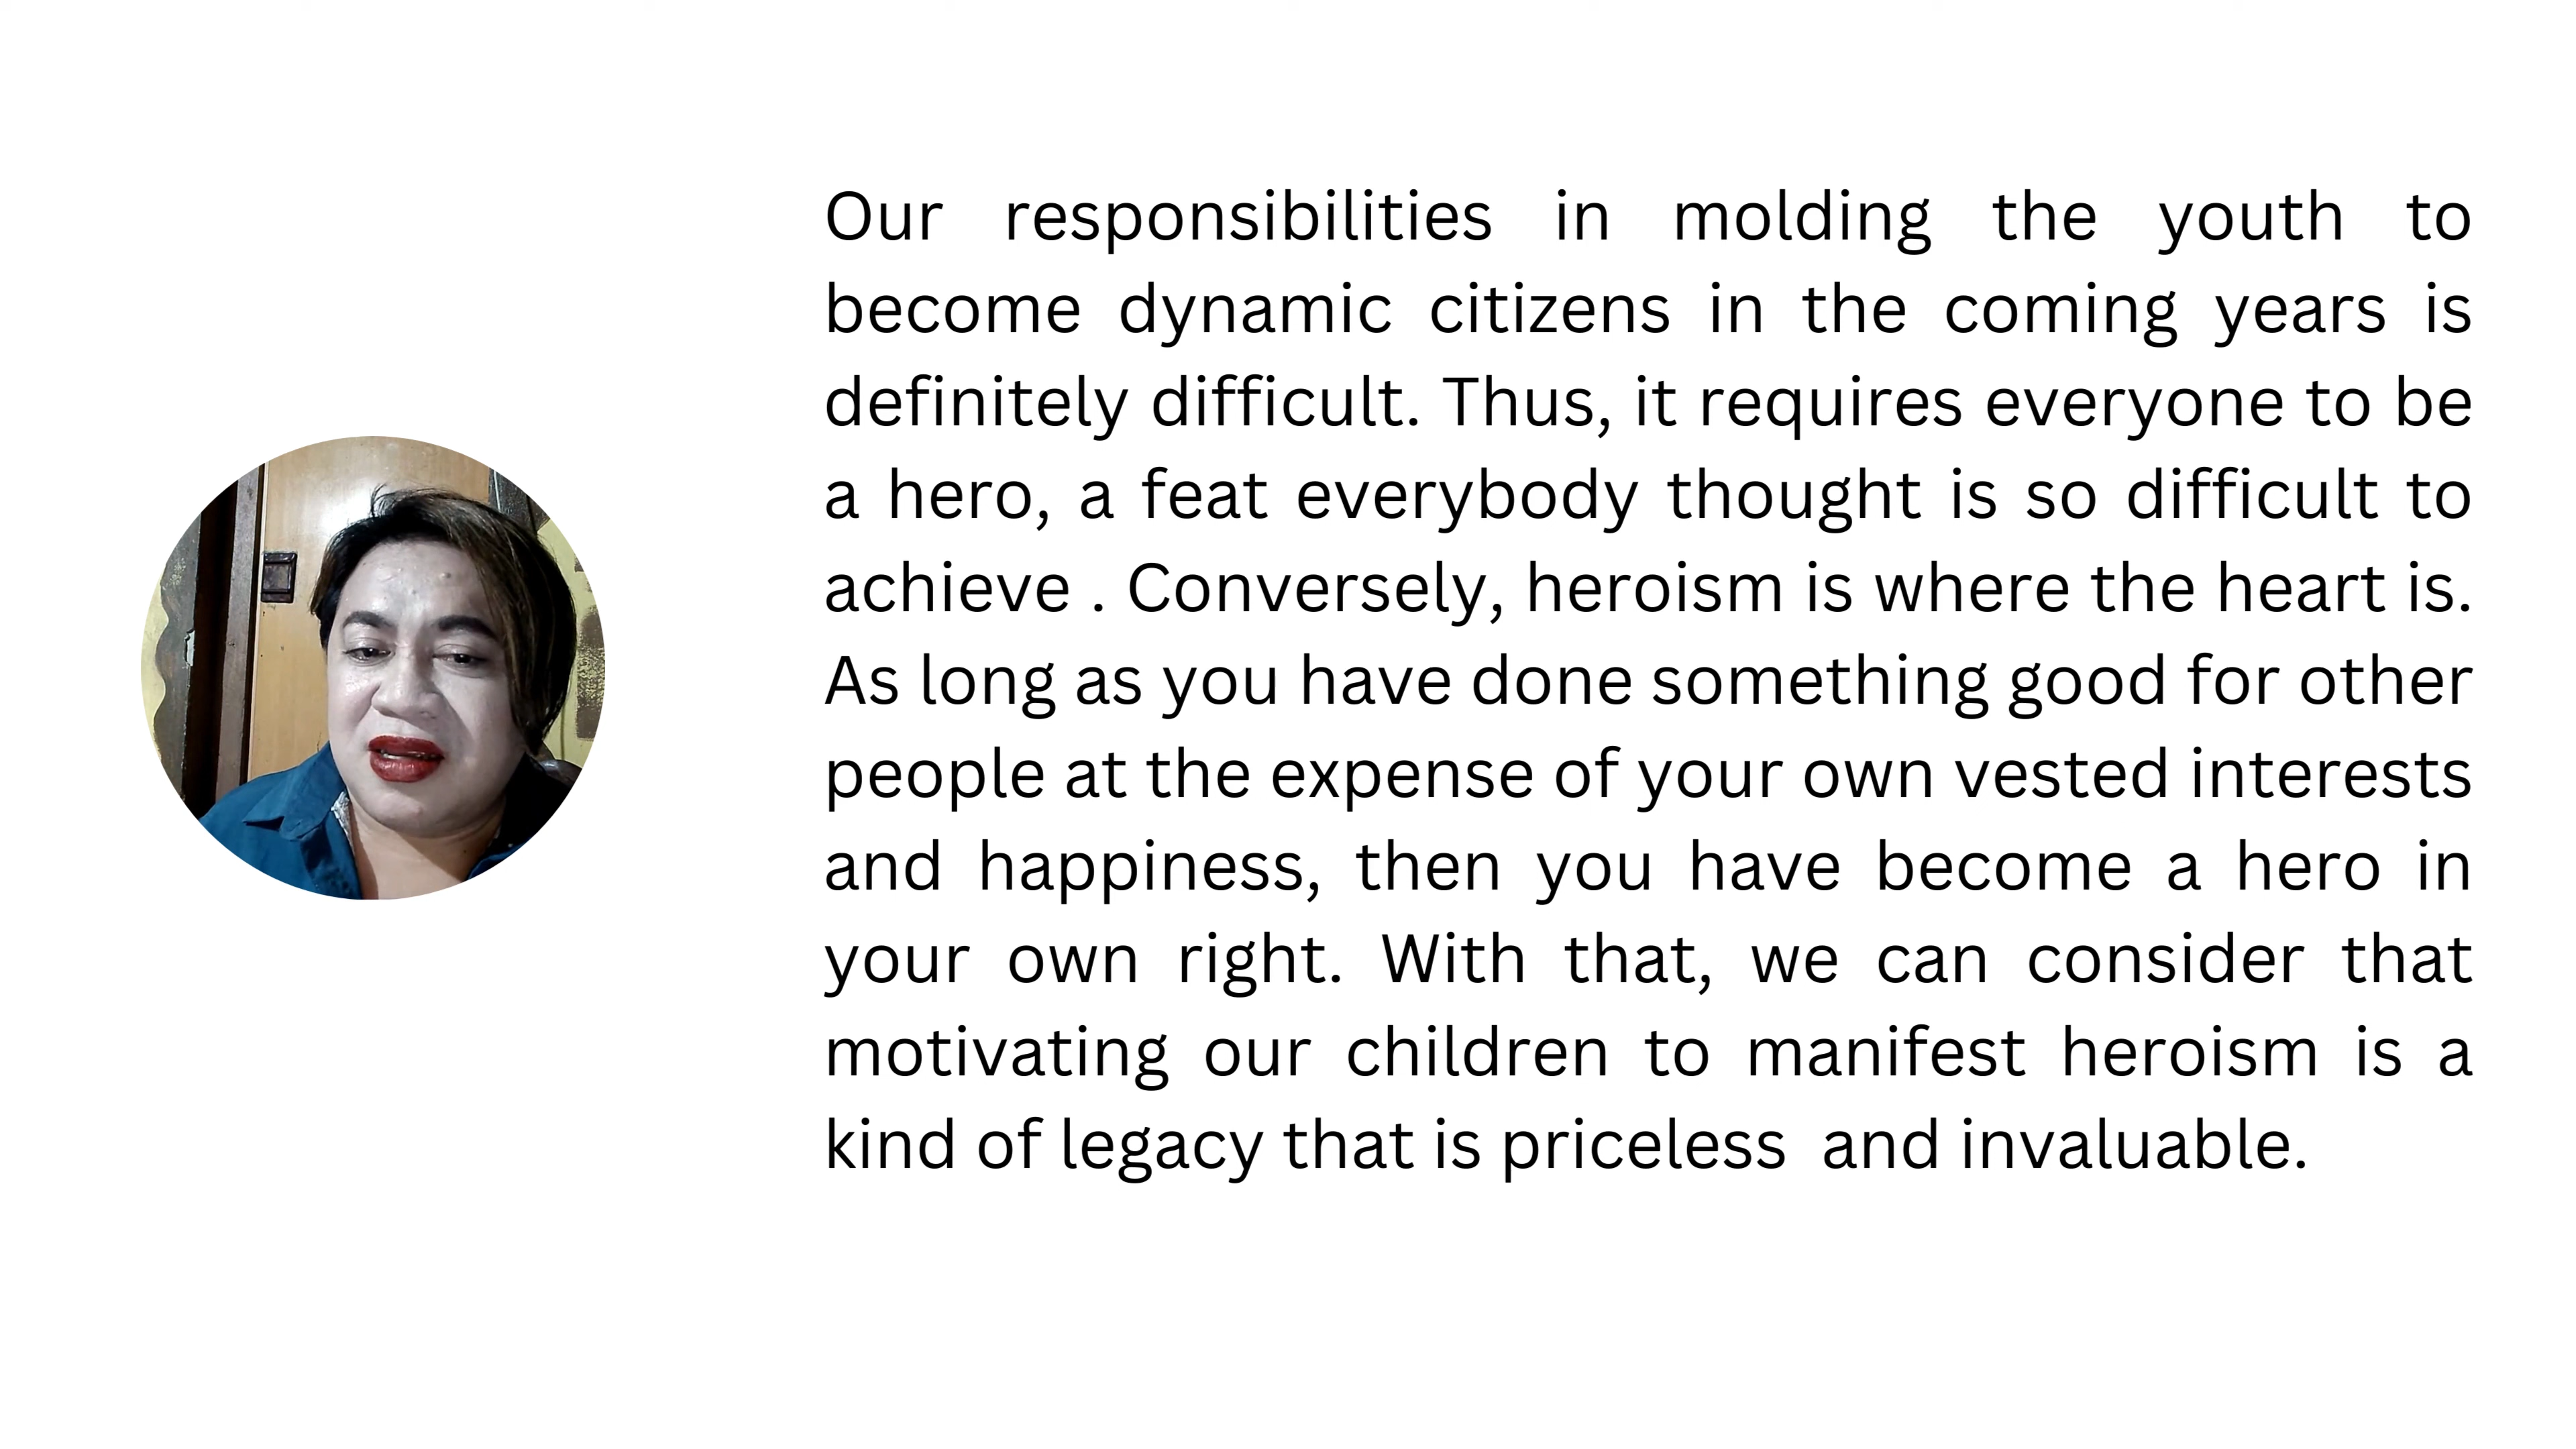 Our responsibilities in molding the youth to
become dynamic citizens in the coming years is
definitely difficult. Thus, it requires everyone to be
a hero, a feat everybody thought is so difficult to
achieve . Conversely, heroism is where the heart is.
As long as you have done something good for other
people at the expense of your own vested interests
and happiness, then you have become a hero in
your own right. With that, we can consider that
motivating our children to manifest heroism is a
kind of legacy that is priceless  and invaluable.